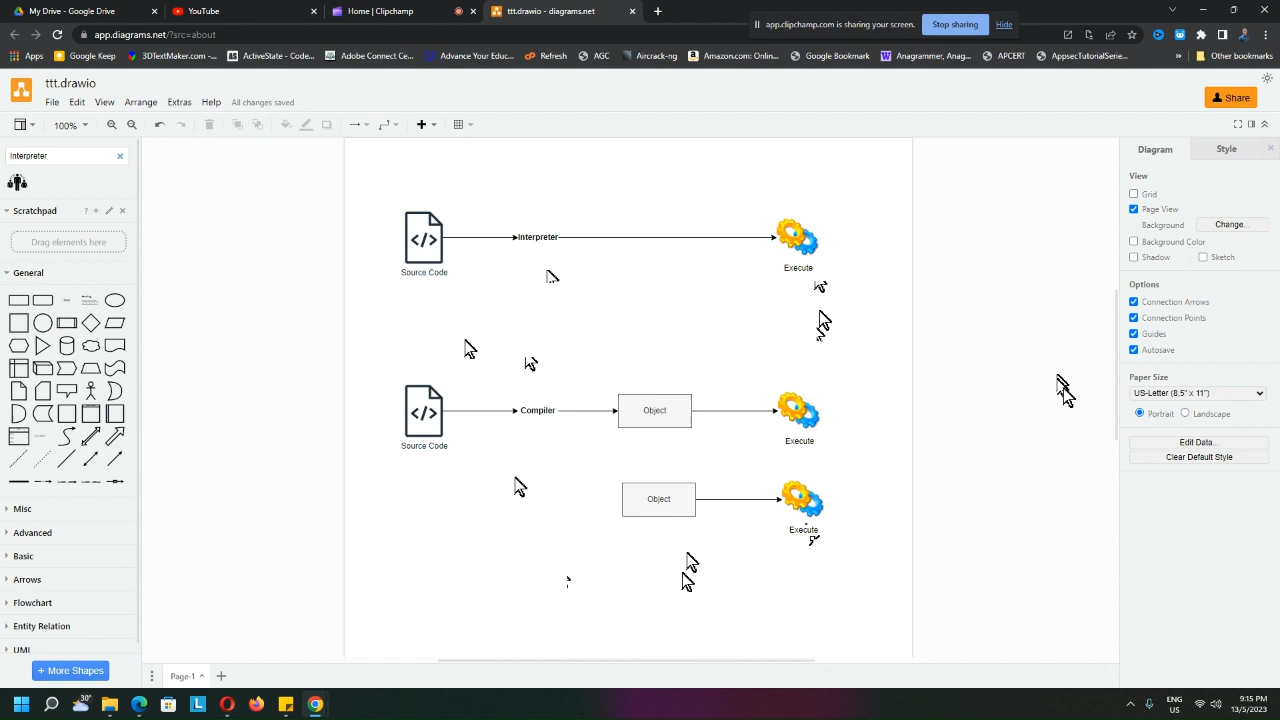 My Drive - Google Drive
YouTube
Home | Clipchamp
ttt.drawio - diagrams.net
app.clipchamp.com is sharing your screen.
Stop sharing
Hide
app.diagrams.net/?src=about
Apps
Google Keep
3DTextMaker.com –...
ActiveState - Code...
Adobe Connect Ce...
Advance Your Educ...
Refresh
AGC
Aircrack-ng
Amazon.com: Onlin...
Google Bookmark
Anagrammer, Anag...
APCERT
AppsecTutorialSerie...
»
Other bookmarks
ttt.drawio
File
Edit
View
Arrange
Extras
Help
All changes saved
Share
100%
Interpreter
Diagram
Style
Scratchpad
?
Drag elements here
General
Misc
Advanced
Basic
Arrows
Flowchart
Entity Relation
UML
+ More Shapes
Source Code
Interpreter
Execute
Source Code
Compiler
Object
Execute
Object
Execute
View
Grid
Page View
Background
Change...
Background Color
Shadow
Sketch
Options
Connection Arrows
Connection Points
Guides
Autosave
Paper Size
US-Letter (8,5" x 11")
Portrait
Landscape
Edit Data...
Clear Default Style
Page-1
30°
ENG
US
9:15 PM
13/5/2023